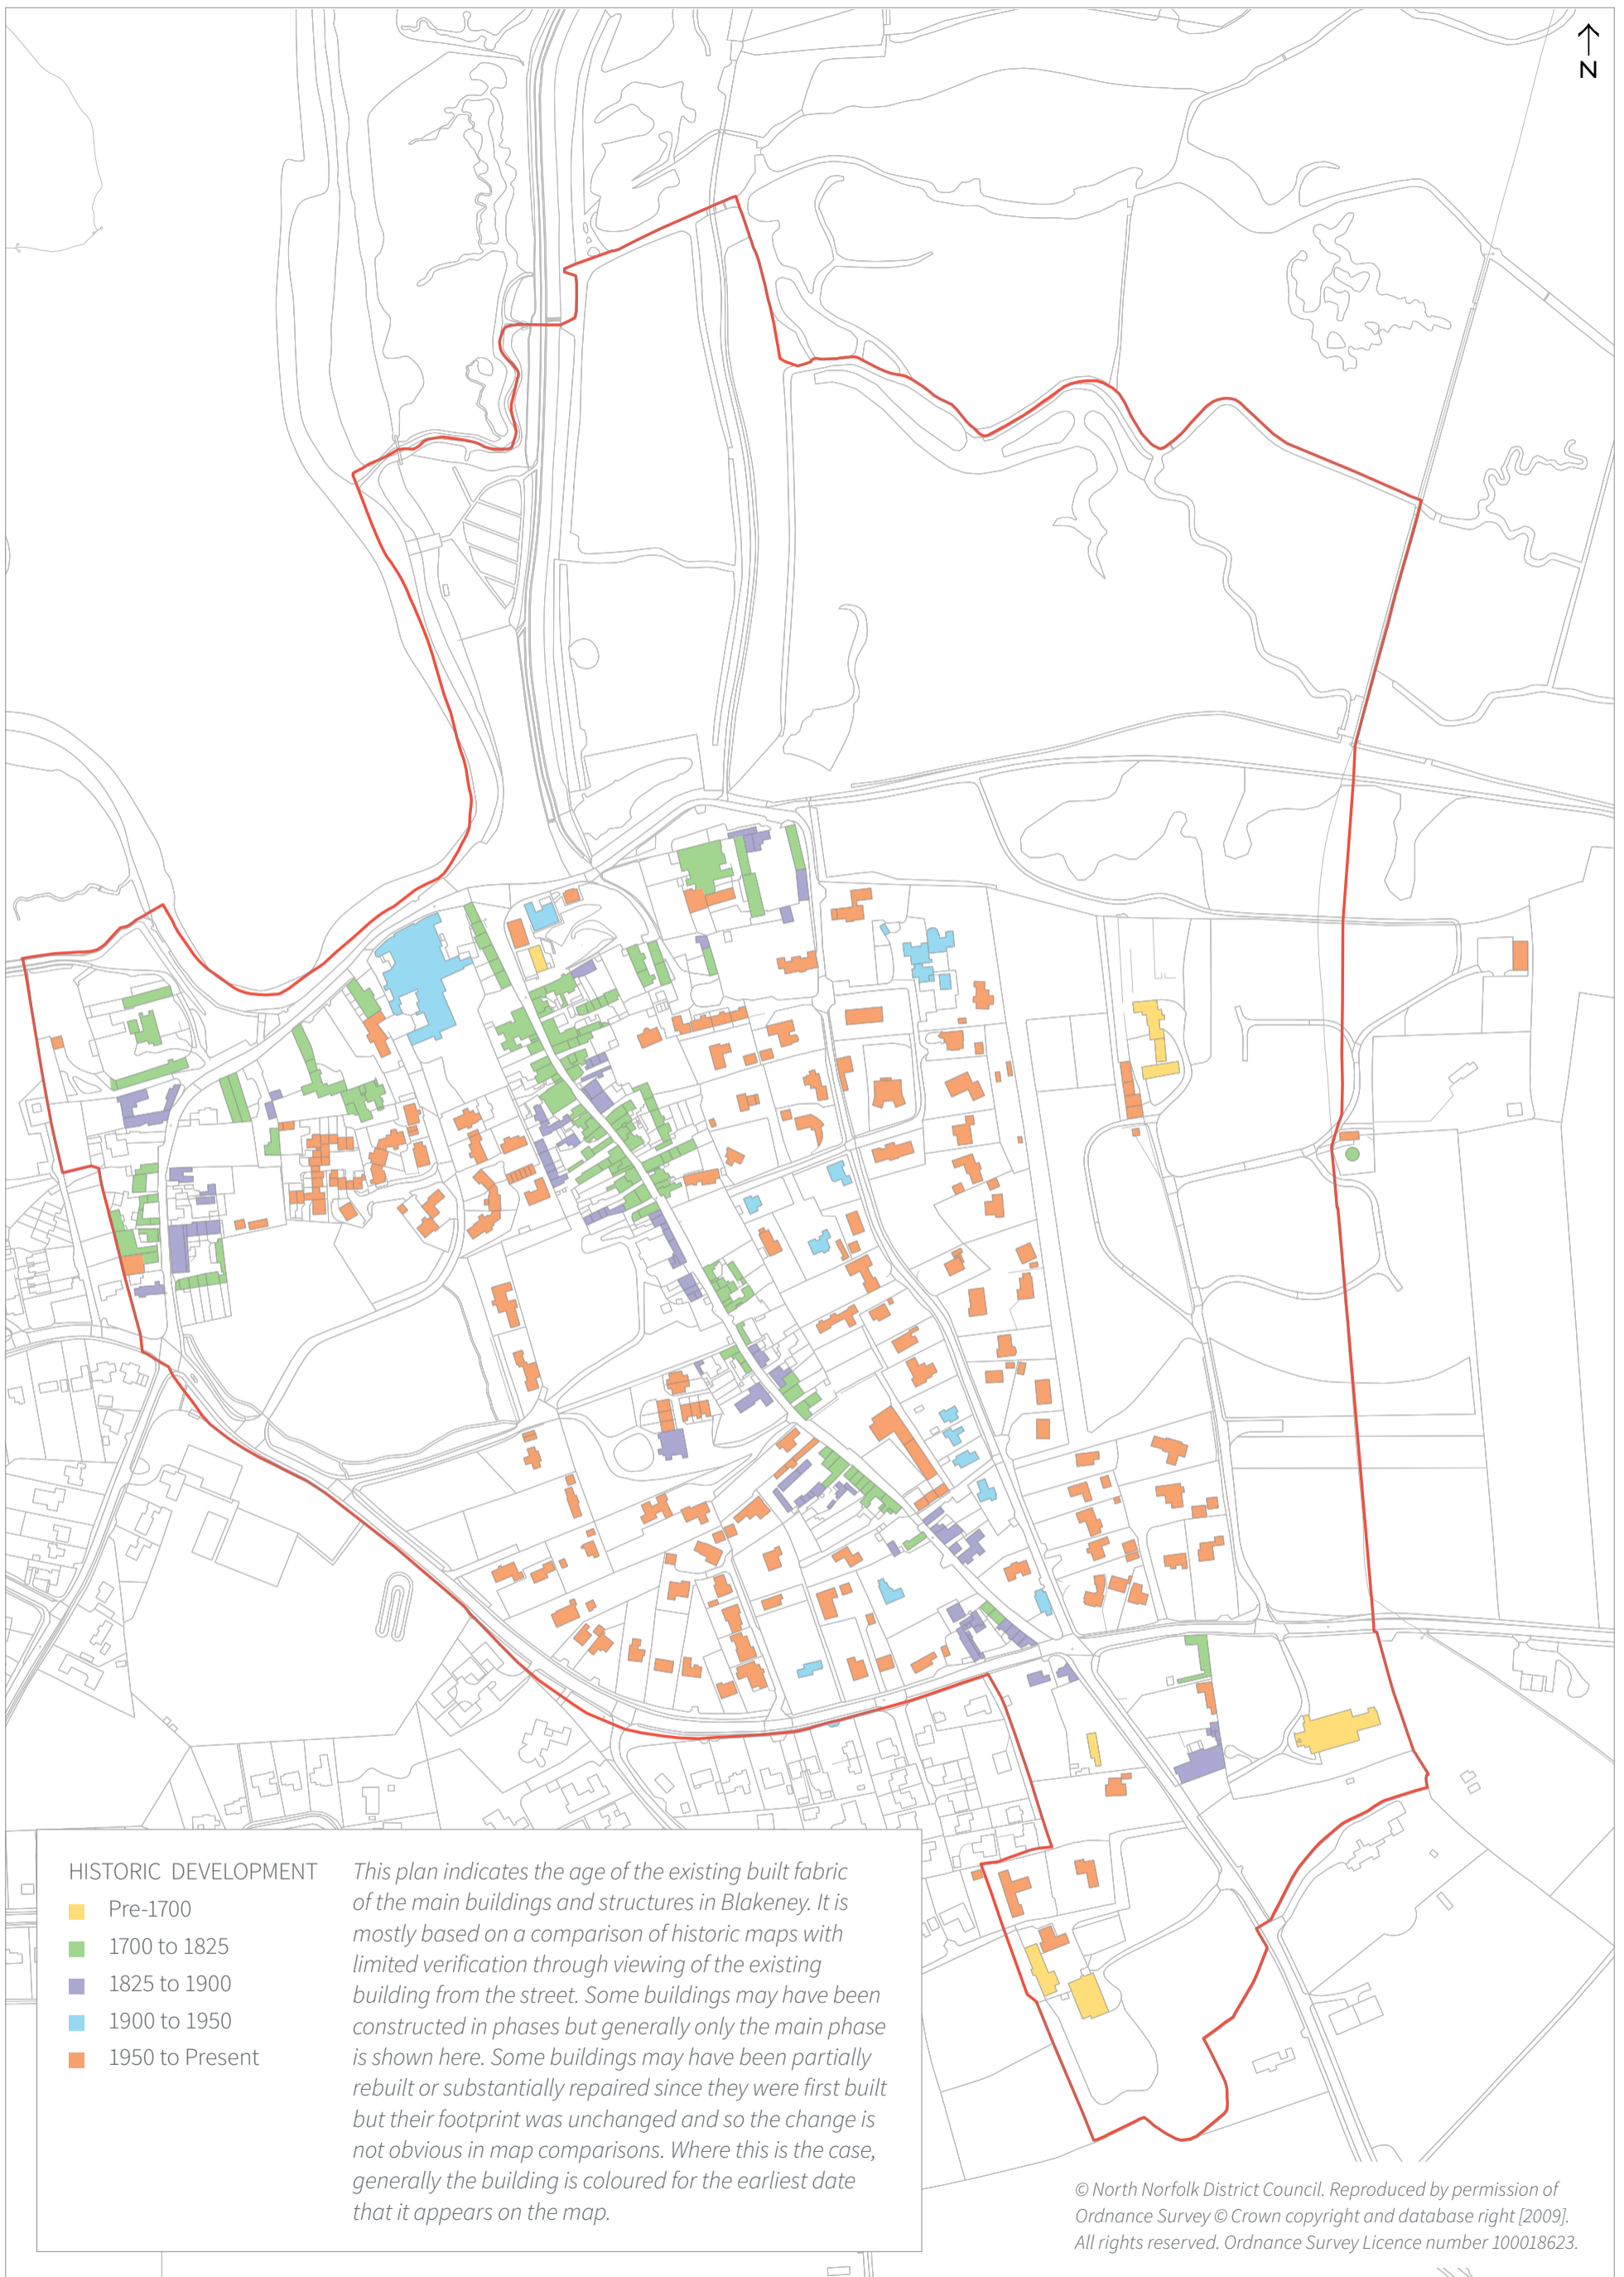 N
HISTORIC DEVELOPMENT
Pre-1700
1700 to 1825
1825 to 1900
1900 to 1950
1950 to Present
This plan indicates the age of the existing built fabric
of the main buildings and structures in Blakeney. It is
mostly based on a comparison of historic maps with
limited verification through viewing of the existing
building from the street. Some buildings may have been
constructed in phases but generally only the main phase
is shown here. Some buildings may have been partially
rebuilt or substantially repaired since they were first built
but their footprint was unchanged and so the change is
not obvious in map comparisons. Where this is the case,
generally the building is coloured for the earliest date
that it appears on the map.
© North Norfolk District Council. Reproduced by permission of
Ordnance Survey © Crown copyright and database right [2009].
All rights reserved. Ordnance Survey Licence number 100018623.